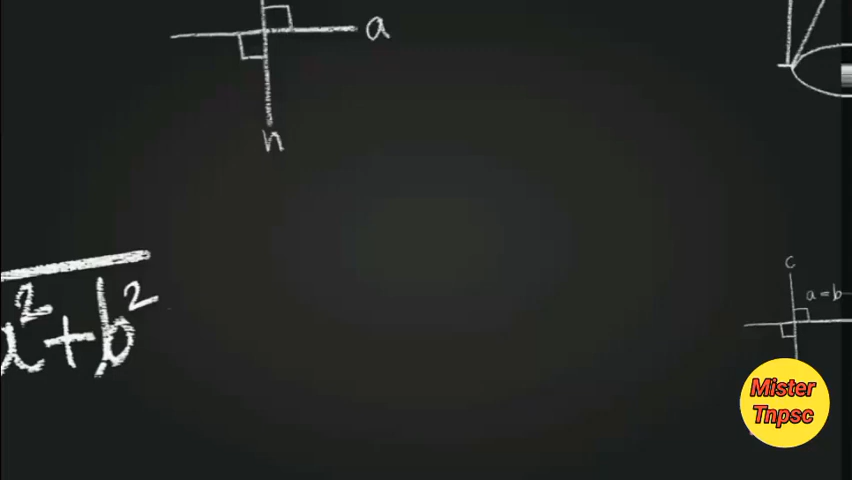 a
n
a²+b²
c
a=b
Mister
Tnpsc